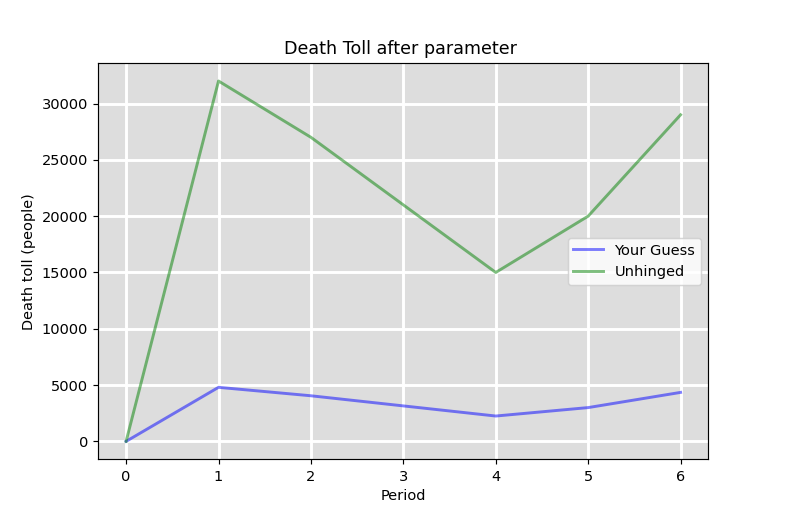 Death Toll after parameter
Death toll (people)
30000
25000
20000
15000
10000
5000
0
Your Guess
Unhinged
0 1 2 3 4 5 6
Period